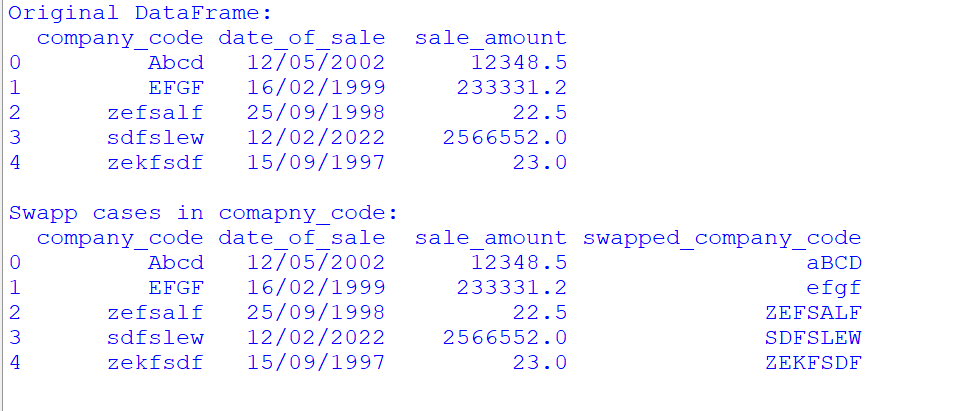 Original DataFrame:
company_code date_of_sale sale_amount
0 Abcd 12/05/2002 12348.5
1 EFGF 16/02/1999 233331.2
2 zefsalf 25/09/1998 22.5
3 sdfslew 12/02/2022 2566552.0
4 zekfsdf 15/09/1997 23.0
Swapp cases in comapny_code:
company_code date_of_sale sale_amount swapped_company_code
0 Abcd 12/05/2002 12348.5 aBCD
1 EFGF 16/02/1999 233331.2 efgf
2 zefsalf 25/09/1998 22.5 ZEFSALF
3 sdfslew 12/02/2022 2566552.0 SDFSLEW
4 zekfsdf 15/09/1997 23.0 ZEKFSDF